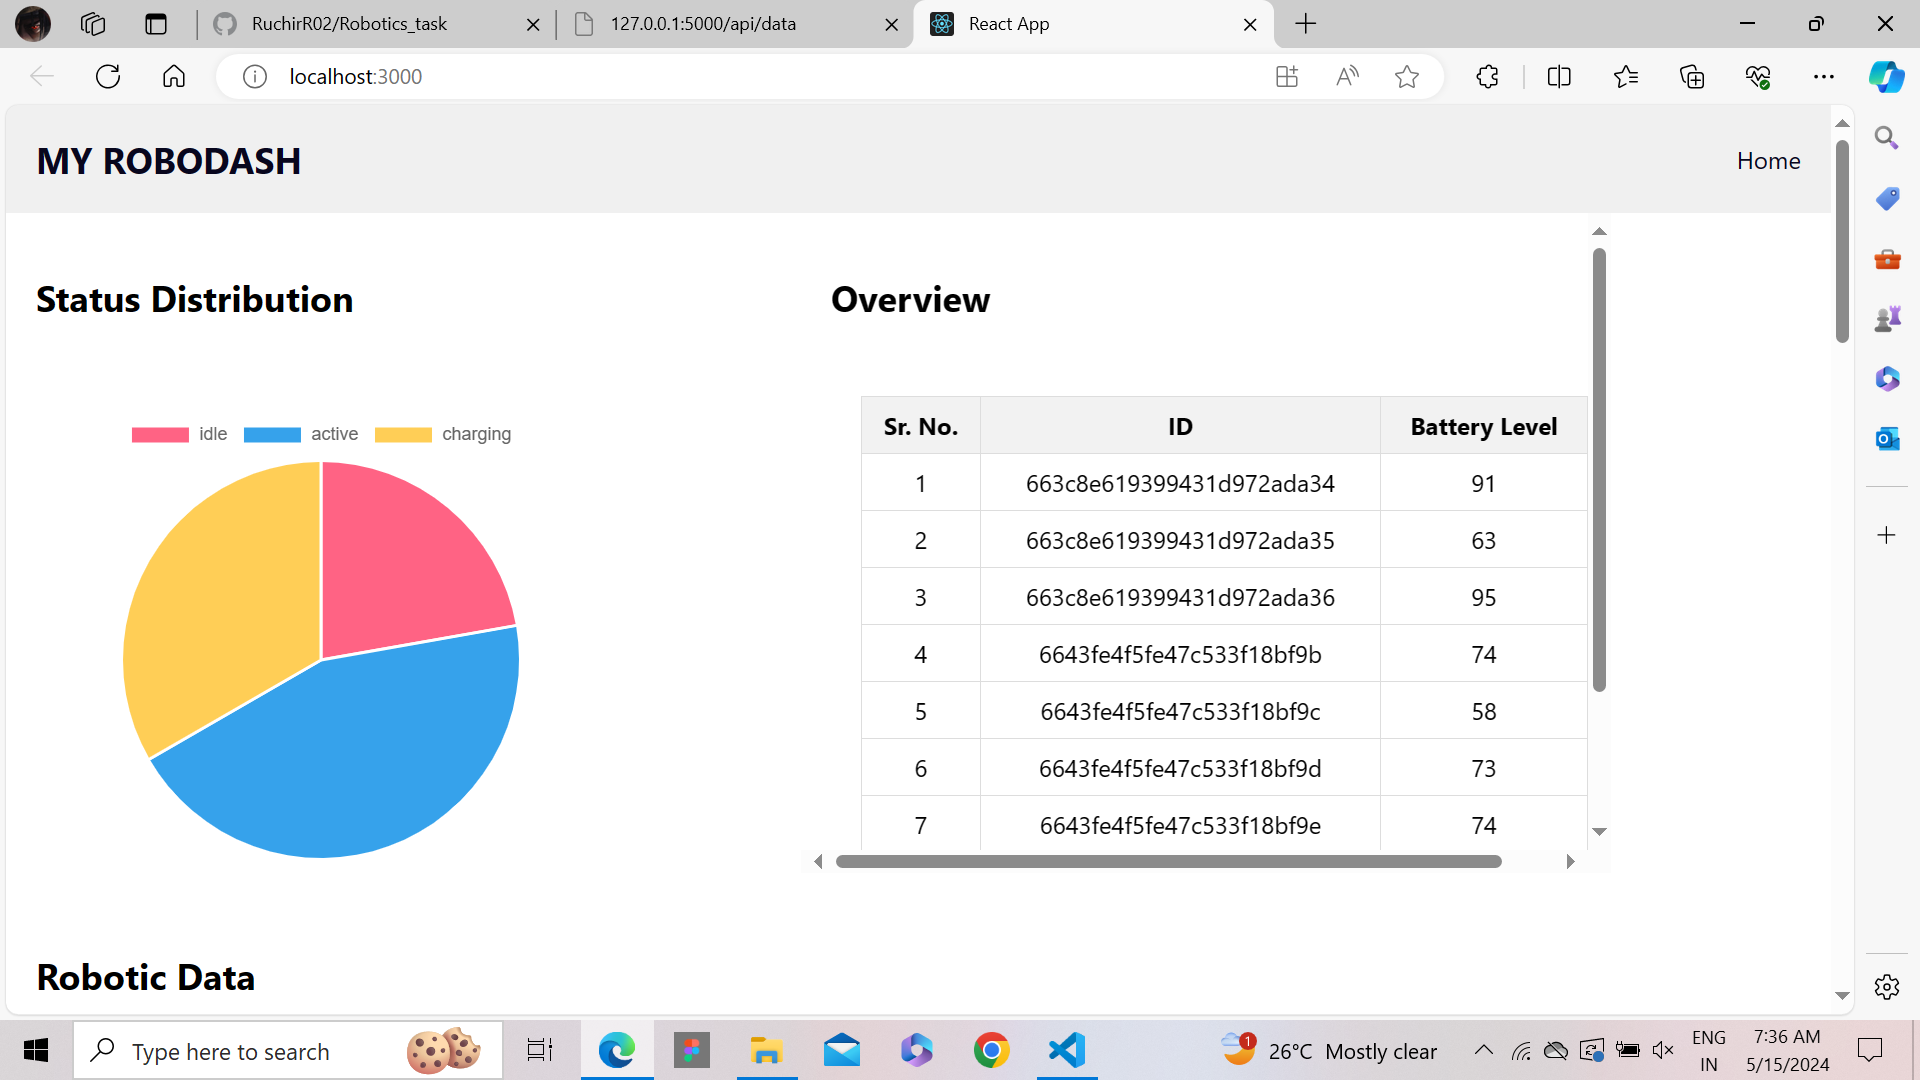 RuchirR02/Robotics_task
127.0.0.1:5000/api/data
React App
localhost:3000
MY ROBODASH
Home
Status Distribution
idle active charging
Overview
Sr. No. ID Battery Level
1 663c8e619399431d972ada34 91
2 663c8e619399431d972ada35 63
3 663c8e619399431d972ada36 95
4 6643fe4f5fe47c533f18bf9b 74
5 6643fe4f5fe47c533f18bf9c 58
6 6643fe4f5fe47c533f18bf9d 73
7 6643fe4f5fe47c533f18bf9e 74
Robotic Data
Type here to search
1
26°C Mostly clear
ENG
IN
7:36 AM
5/15/2024